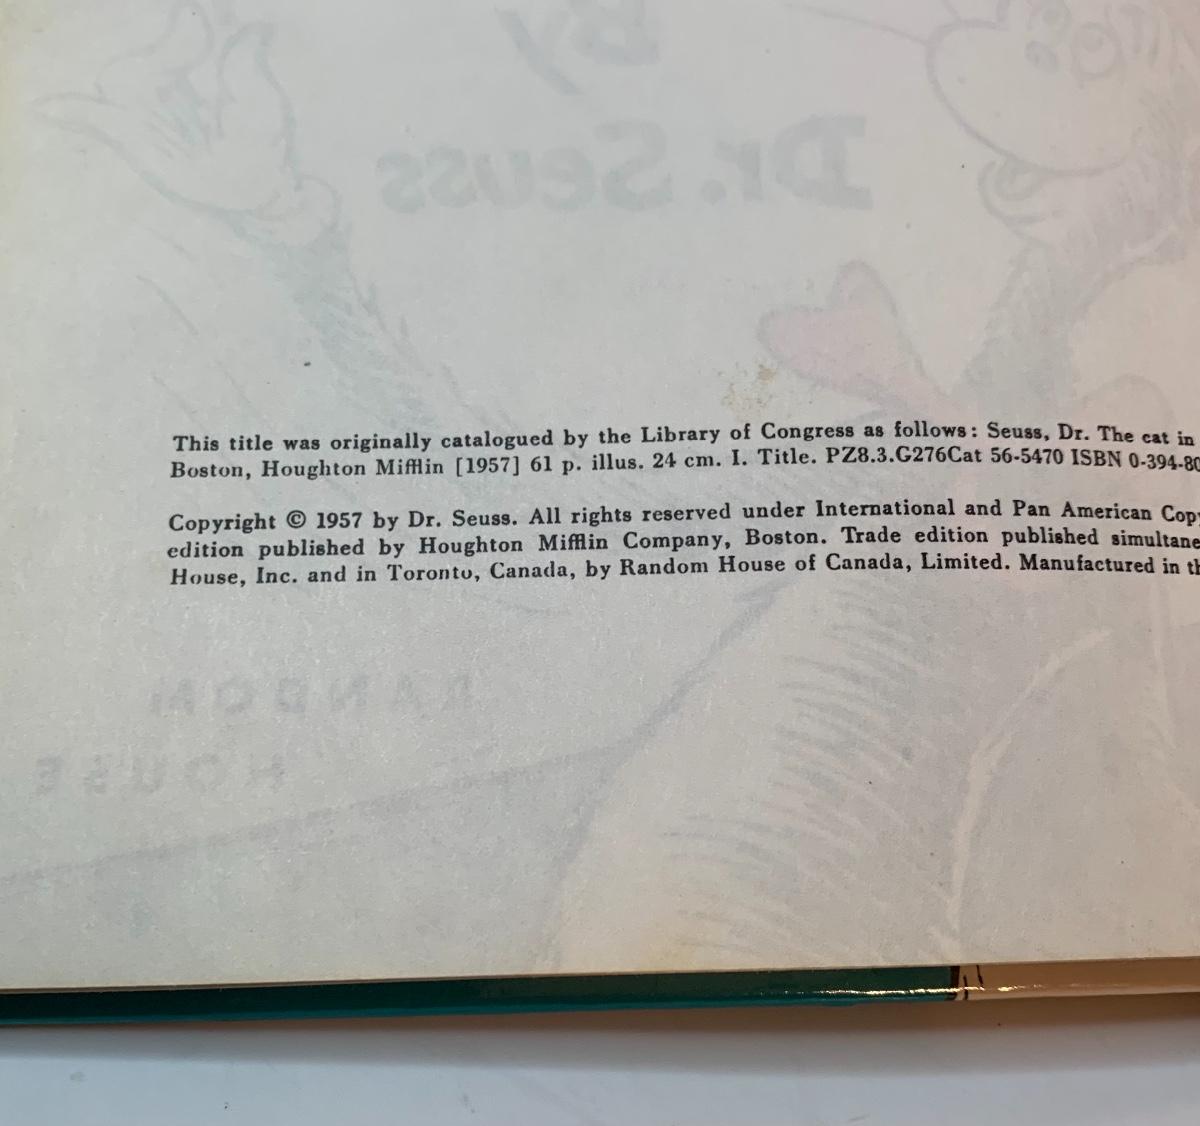 By
Dr. Seuss
This title was originally catalogued by the Library of Congress as follows: Seuss, Dr. The cat in
Boston, Houghton Mifflin [1957] 61 p. illus. 24 cm. I. Title. PZ8.3.G276Cat 56-5470 ISBN 0-394-80
Copyright © 1957 by Dr. Seuss. All rights reserved under International and Pan American Copy
edition published by Houghton Mifflin Company, Boston. Trade edition published simultane
House, Inc. and in Toronto, Canada, by Random House of Canada, Limited. Manufactured in th
RANDOM
HOUSE